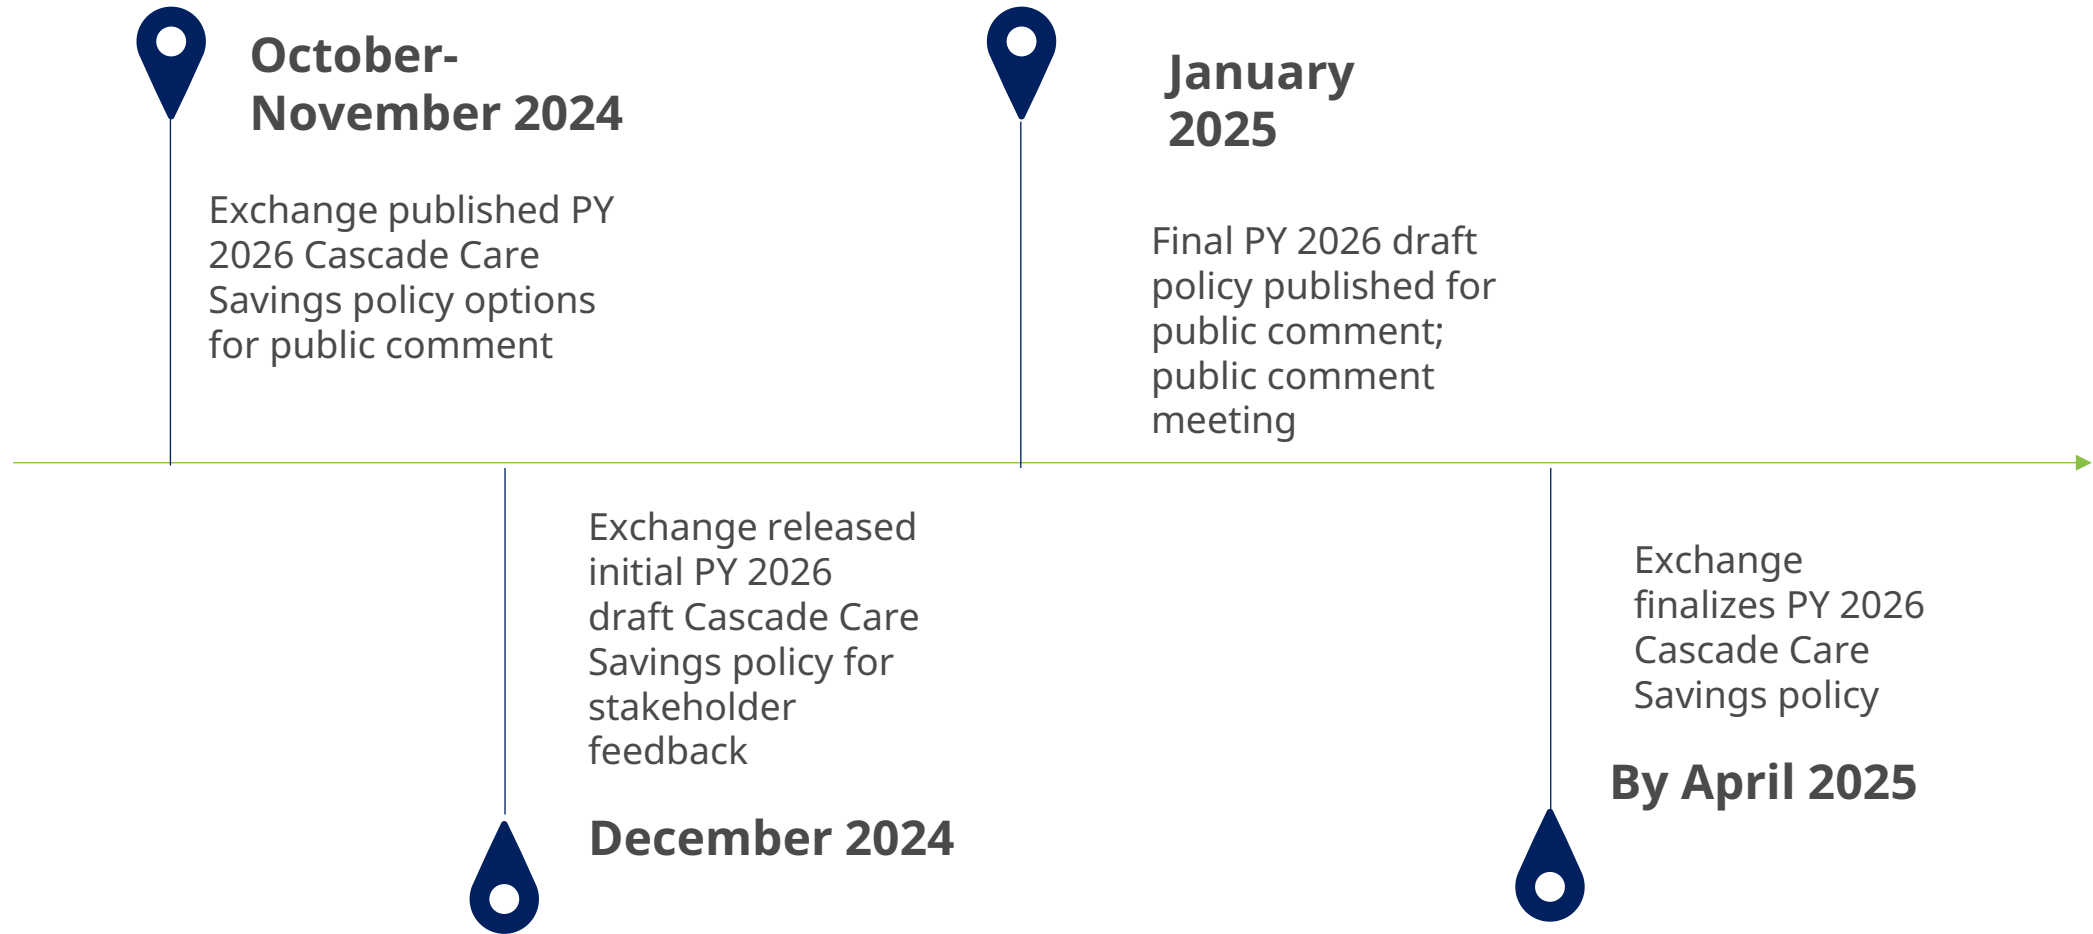 October-
November 2024
Exchange published PY
2026 Cascade Care
Savings policy options
for public comment
Exchange released
initial PY 2026
draft Cascade Care
Savings policy for
stakeholder
feedback
December 2024
January
2025
Final PY 2026 draft
policy published for
public comment;
public comment
meeting
Exchange
finalizes PY 2026
Cascade Care
Savings policy
By April 2025